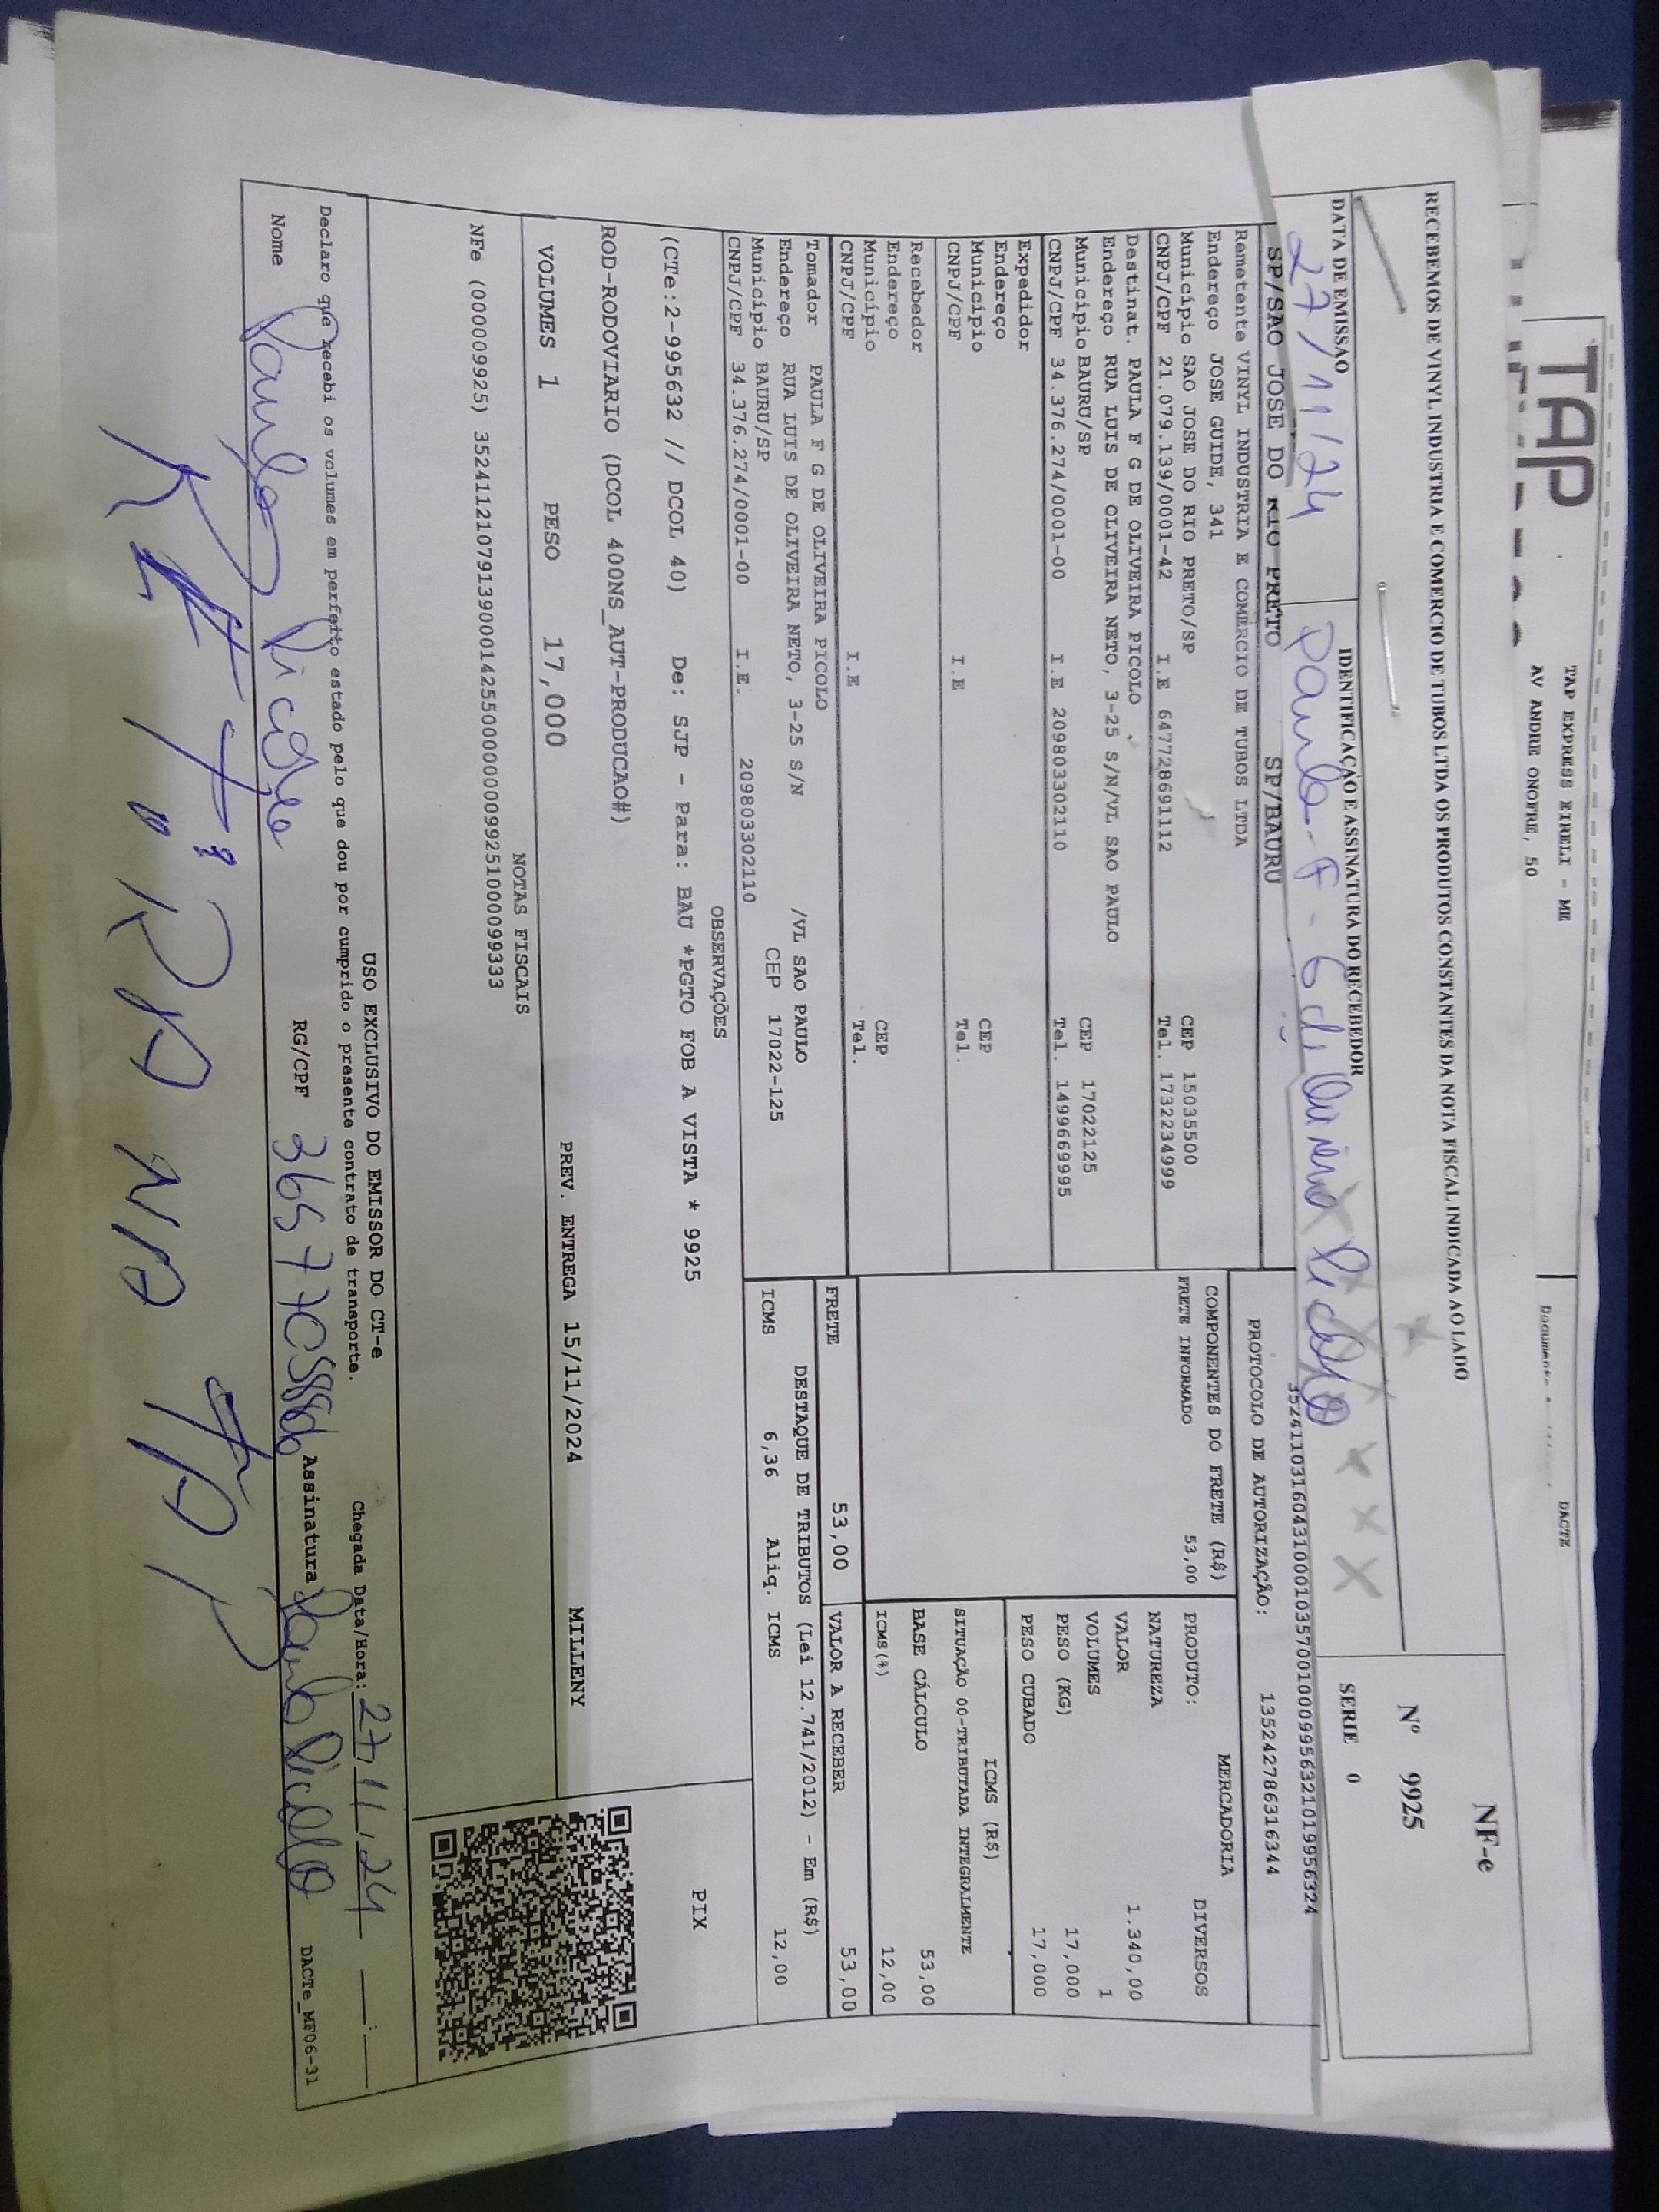 TAP
TAP EXPRESS EIRELI - ME
AV ANDRE ONOFRE, 50
DACTE
RECEBEMOS DE VINYL INDUSTRIA E COMERCIO DE TUBOS LTDA OS PRODUTOS CONSTANTES DA NOTA FISCAL INDICADA AO LADO
NF-e
Nº 9925
SERIE 0
DATA DE EMISSAO
IDENTIFICAÇÃO E ASSINATURA DO RECEBEDOR
27/11/24
Paula F G de Oliveira Picolo
SP/SAO JOSE DO RIO PRETO SP/BAURU
35241103160431000103570010009956321019956324
PROTOCOLO DE AUTORIZAÇÃO: 135242786316344
Remetente VINYL INDUSTRIA E COMERCIO DE TUBOS LTDA
Endereço JOSE GUIDE, 341
Município SAO JOSE DO RIO PRETO/SP CEP 15035500
CNPJ/CPF 21.079.139/0001-42 I.E 647728691112 Tel. 1732234999
Destinat. PAULA F G DE OLIVEIRA PICOLO
Endereço RUA LUIS DE OLIVEIRA NETO, 3-25 S/N/VL SAO PAULO
Município BAURU/SP CEP 17022125
CNPJ/CPF 34.376.274/0001-00 I.E 209803302110 Tel. 14996699995
Expedidor
Endereço
Município CEP
CNPJ/CPF I.E Tel.
Recebedor
Endereço
Município CEP
CNPJ/CPF I.E Tel.
Tomador PAULA F G DE OLIVEIRA PICOLO
Endereço RUA LUIS DE OLIVEIRA NETO, 3-25 S/N /VL SAO PAULO
Município BAURU/SP CEP 17022-125
CNPJ/CPF 34.376.274/0001-00 I.E. 209803302110
COMPONENTES DO FRETE (R$)
FRETE INFORMADO 53,00
MERCADORIA
PRODUTO: DIVERSOS
NATUREZA
VALOR 1.340,00
VOLUMES 1
PESO (KG) 17,000
PESO CUBADO 17,000
ICMS (R$)
SITUAÇÃO 00-TRIBUTADA INTEGRALMENTE
BASE CÁLCULO 53,00
ICMS(%) 12,00
FRETE 53,00
VALOR A RECEBER 53,00
DESTAQUE DE TRIBUTOS (Lei 12.741/2012) - Em (R$)
ICMS 6,36 Aliq. ICMS 12,00
OBSERVAÇÕES
(CTe:2-995632 // DCOL 40) De: SJP - Para: BAU *PGTO FOB A VISTA * 9925
PIX
ROD-RODOVIARIO (DCOL 400NS_AUT-PRODUCAO#)
VOLUMES 1 PESO 17,000 PREV. ENTREGA 15/11/2024 MILLENY
NOTAS FISCAIS
NFe (000009925) 35241121079139000142550000000099251000099333
USO EXCLUSIVO DO EMISSOR DO CT-e
Declaro que recebi os volumes em perfeito estado pelo que dou por cumprido o presente contrato de transporte.
Chegada Data/Hora: 27/11/24 __:__
Nome Paula Picolo RG/CPF Assinatura Paula Picolo
DACTe_MF06-31
RETIRA NA TAP